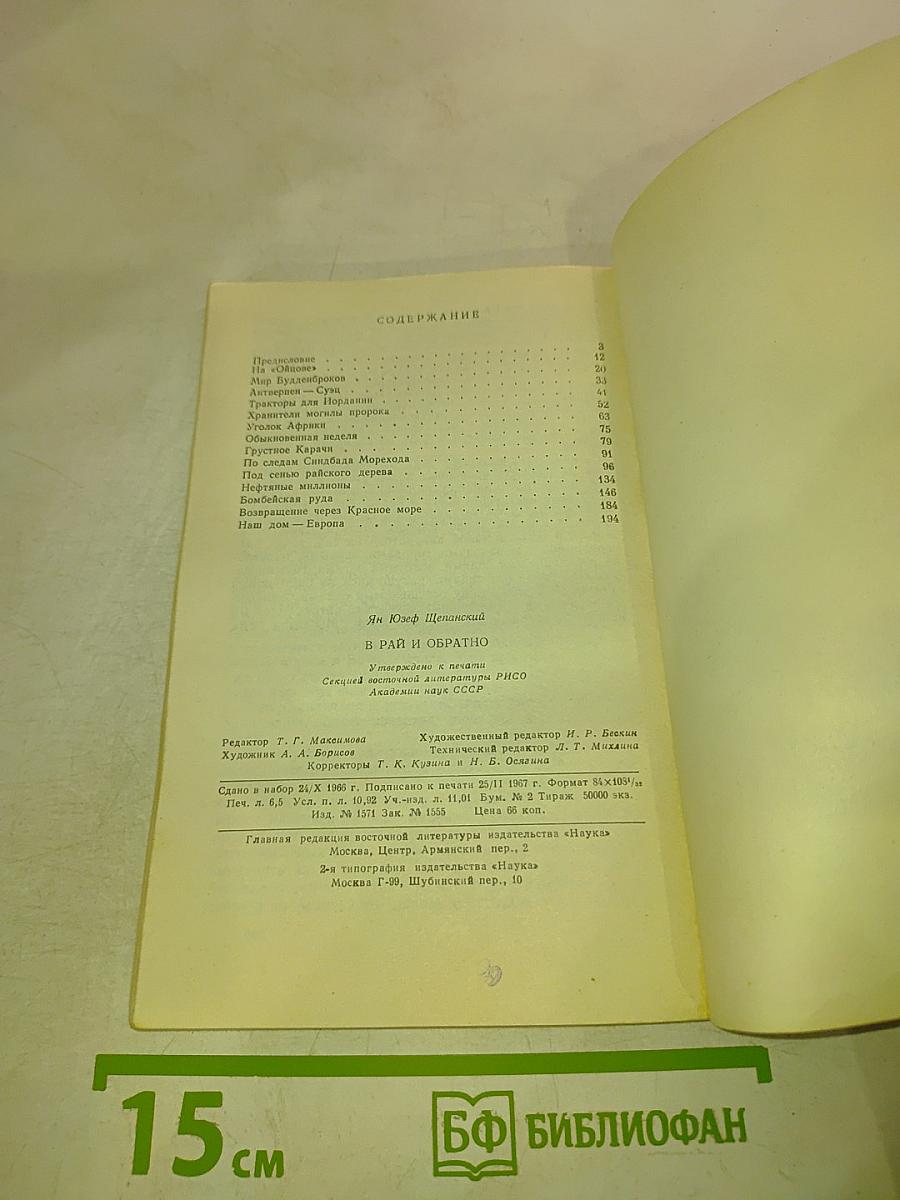 СОДЕРЖАНИЕ
Предисловие . . . . . . . . . . . . . . . . 3
На «Ойцове» . . . . . . . . . . . . . . . . 12
Мир Будденброков . . . . . . . . . . . . . . . . 20
Антверпен — Суэц . . . . . . . . . . . . . . . . 33
Тракторы для Иордании . . . . . . . . . . . . . . . . 41
Хранители могилы пророка . . . . . . . . . . . . . . . . 52
Уголок Африки . . . . . . . . . . . . . . . . 63
Обыкновенная неделя . . . . . . . . . . . . . . . . 75
Грустное Карачи . . . . . . . . . . . . . . . . 79
По следам Синдбада Морехода . . . . . . . . . . . . 91
Под сенью райского дерева . . . . . . . . . . . . 96
Нефтяные миллионы . . . . . . . . . . . . . . . . 134
Бомбейская руда . . . . . . . . . . . . . . . . 146
Возвращение через Красное море . . . . . . . . . . . 184
Наш дом — Европа . . . . . . . . . . . . . . . . 194
Ян Юзеф Щепанский
В РАЙ И ОБРАТНО
Утверждено к печати
Секцией восточной литературы РИСО
Академии наук СССР
Редактор Т. Г. Максимова Художественный редактор И. Р. Бескин
Художник А. А. Борисов Технический редактор Л. Т. Михлина
Корректоры Т. К. Кузина и Н. Б. Осягина
Сдано в набор 24/X 1966 г. Подписано к печати 25/II 1967 г. Формат 84×108¹/₃₂
Печ. л. 6,5 Усл. п. л. 10,92 Уч.-изд. л. 11,01 Бум. № 2 Тираж 50000 экз.
Изд. № 1571 Зак. № 1555 Цена 66 коп.
Главная редакция восточной литературы издательства «Наука»
Москва, Центр, Армянский пер., 2
2-я типография издательства «Наука»
Москва Г-99, Шубинский пер., 10
15 см
БФ БИБЛИОФАН